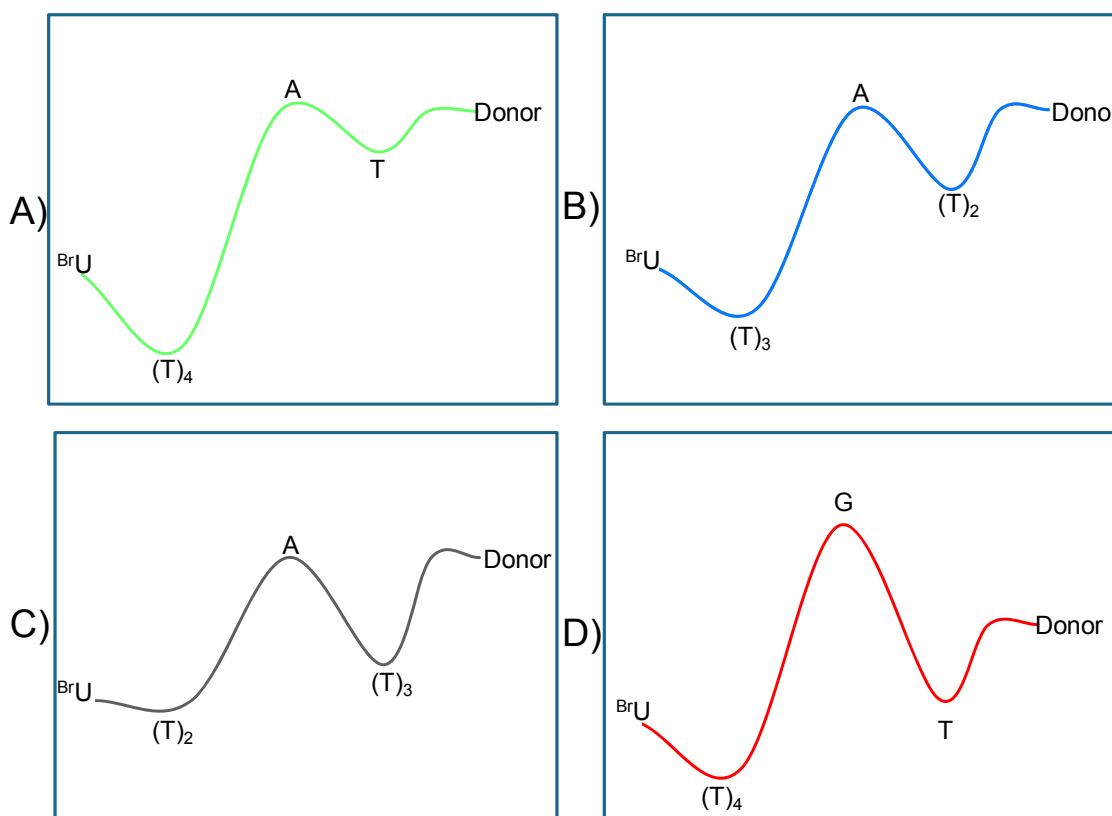 A)
A
Donor
T
BrU
(T)4
B)
A
Dono
(T)2
BrU
(T)3
C)
A
Donor
(T)3
BrU
(T)2
D)
G
Donor
BrU
T
(T)4